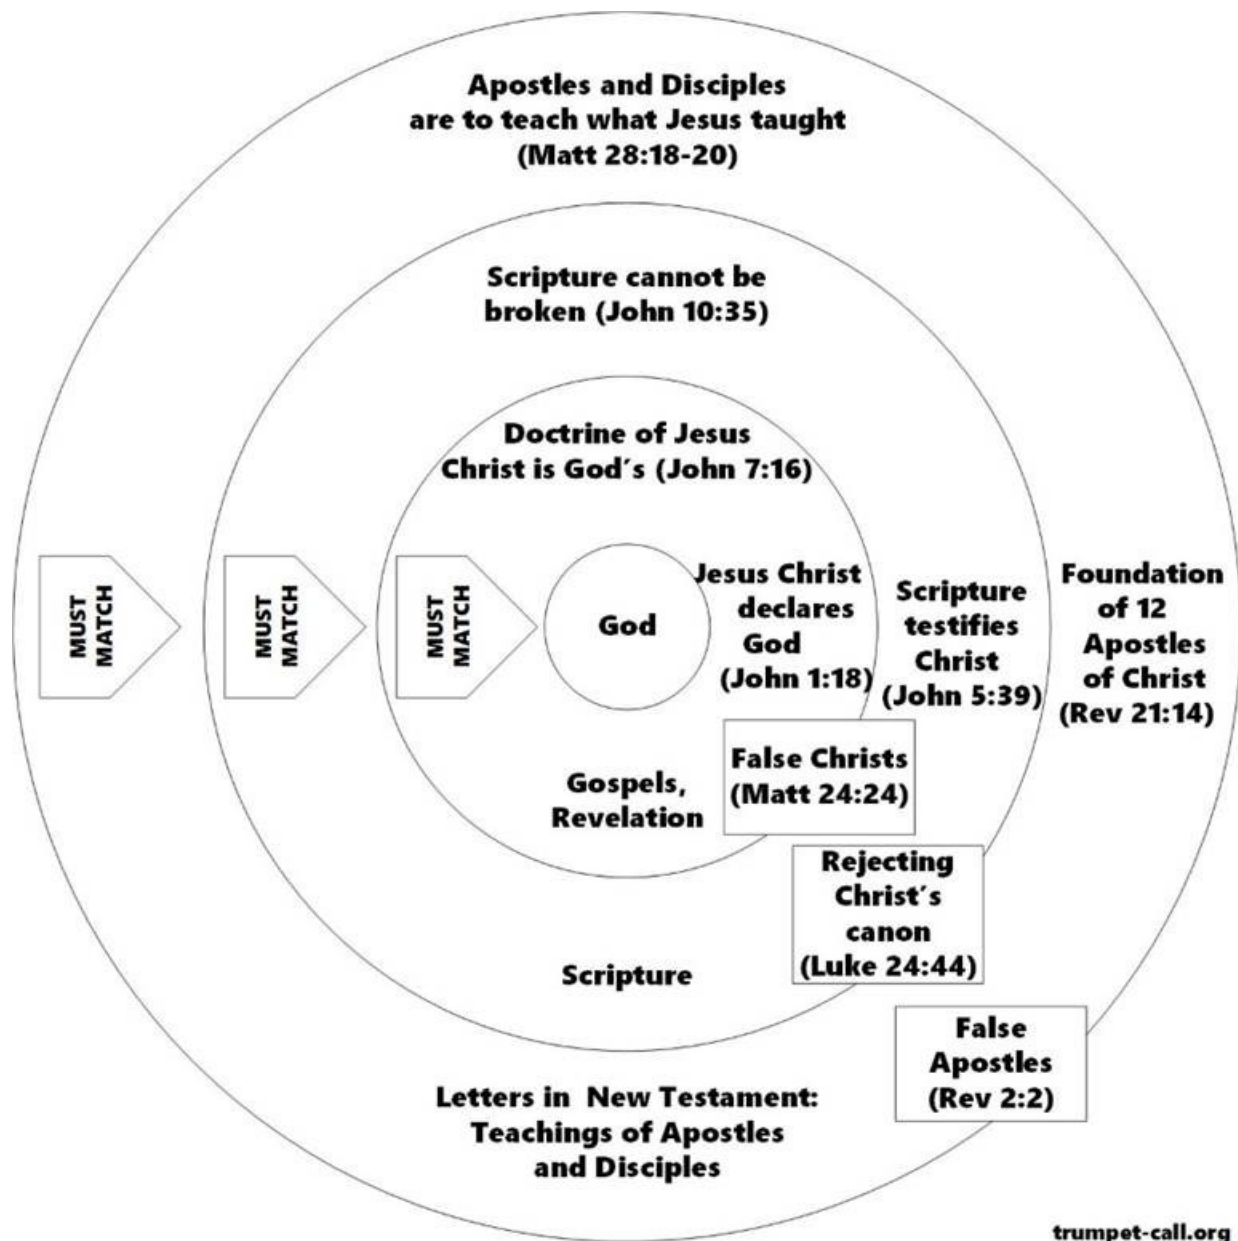 Apostles and Disciples
are to teach what Jesus taught
(Matt 28:18-20)
Scripture cannot be
broken (John 10:35)
Doctrine of Jesus
Christ is God´s (John 7:16)
MUST
MATCH
MUST
MATCH
MUST
MATCH
God
Jesus Christ
declares
God
(John 1:18)
Scripture
testifies
Christ
(John 5:39)
Foundation
of 12
Apostles
of Christ
(Rev 21:14)
False Christs
(Matt 24:24)
Gospels,
Revelation
Rejecting
Christ´s
canon
(Luke 24:44)
Scripture
False
Apostles
(Rev 2:2)
Letters in  New Testament:
Teachings of Apostles
and Disciples
trumpet-call.org